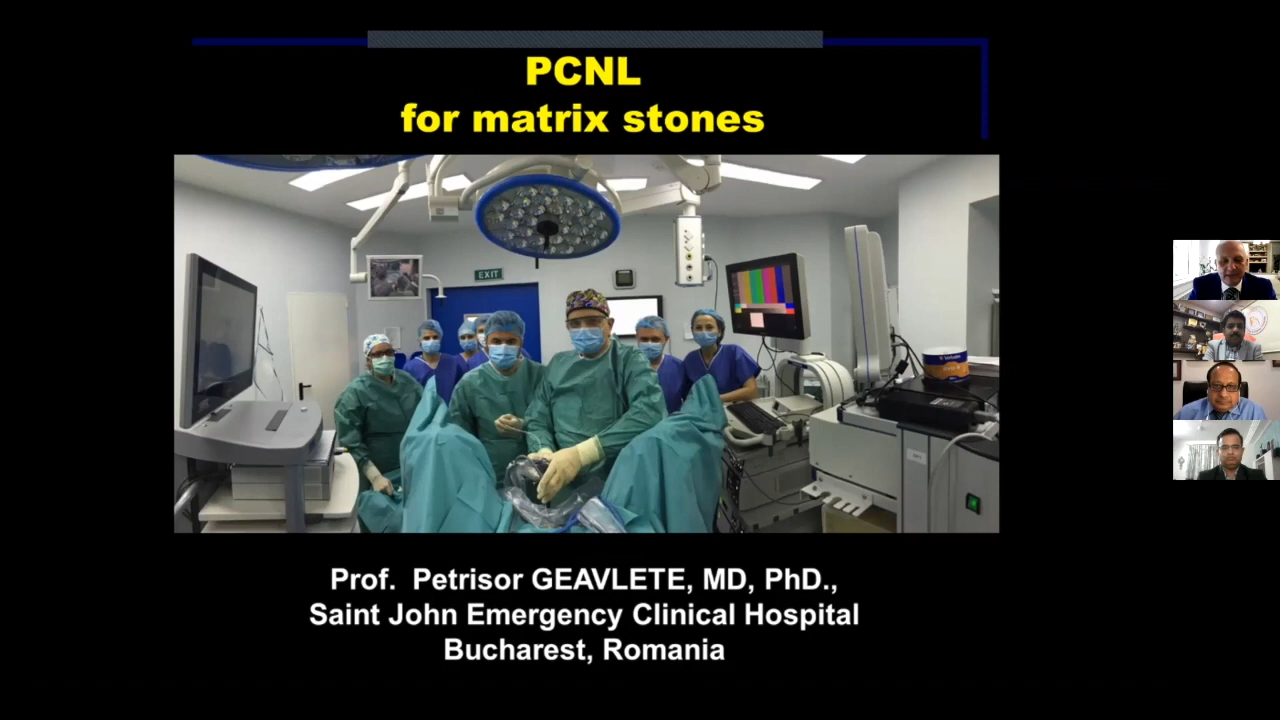 PCNL
for matrix stones
EXIT
Prof. Petrisor GEAVLETE, MD, PhD.,
Saint John Emergency Clinical Hospital
Bucharest, Romania